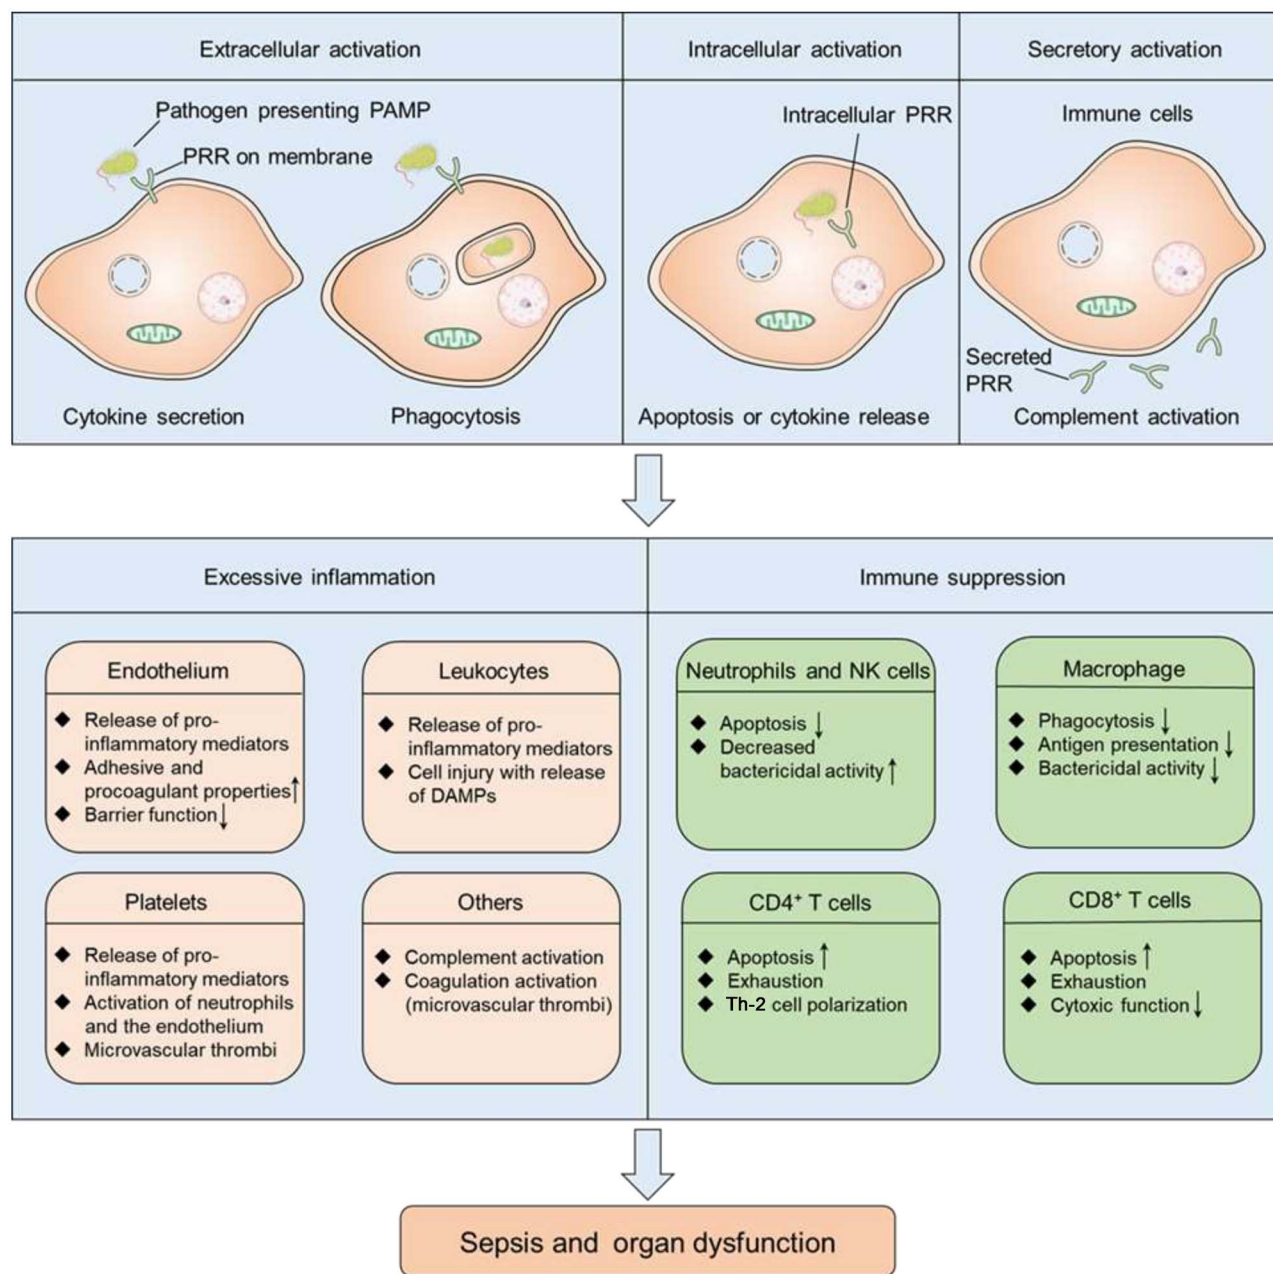 Extracellular activation
Intracellular activation
Secretory activation
Pathogen presenting PAMP
PRR on membrane
Cytokine secretion
Phagocytosis
Intracellular PRR
Apoptosis or cytokine release
Immune cells
Secreted
PRR
Complement activation
Excessive inflammation
Immune suppression
Endothelium
◆ Release of pro-
inflammatory mediators
◆ Adhesive and
procoagulant properties↑
◆ Barrier function↓
Leukocytes
◆ Release of pro-
inflammatory mediators
◆ Cell injury with release
of DAMPs
Neutrophils and NK cells
◆ Apoptosis ↓
◆ Decreased
bactericidal activity↑
Macrophage
◆ Phagocytosis ↓
◆ Antigen presentation ↓
◆ Bactericidal activity ↓
Platelets
◆ Release of pro-
inflammatory mediators
◆ Activation of neutrophils
and the endothelium
◆ Microvascular thrombi
Others
◆ Complement activation
◆ Coagulation activation
(microvascular thrombi)
CD4⁺ T cells
◆ Apoptosis ↑
◆ Exhaustion
◆ Th-2 cell polarization
CD8⁺ T cells
◆ Apoptosis ↑
◆ Exhaustion
◆ Cytoxic function↓
Sepsis and organ dysfunction